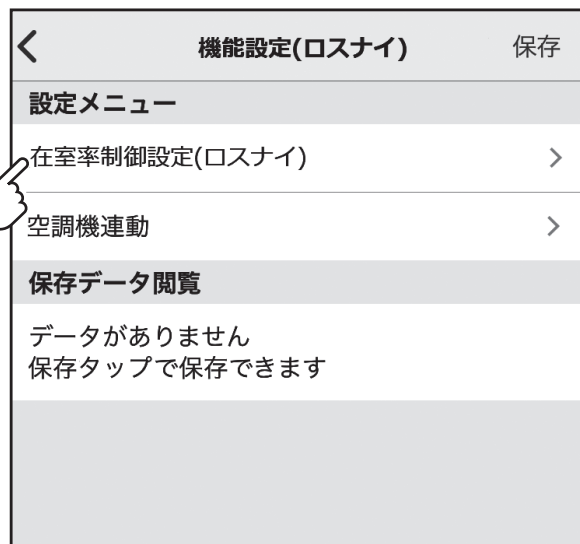 機能設定(ロスナイ) 保存
設定メニュー
在室率制御設定(ロスナイ)
空調機連動
保存データ閲覧
データがありません
保存タップで保存できます